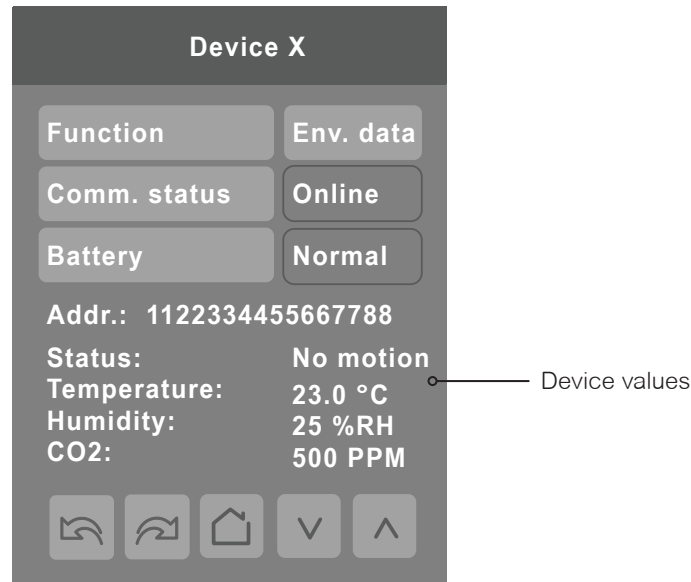 Device X
Function Env. data
Comm. status Online
Battery Normal
Addr.: 1122334455667788
Status: No motion
Temperature: 23.0 °C
Humidity: 25 %RH
CO2: 500 PPM
Device values